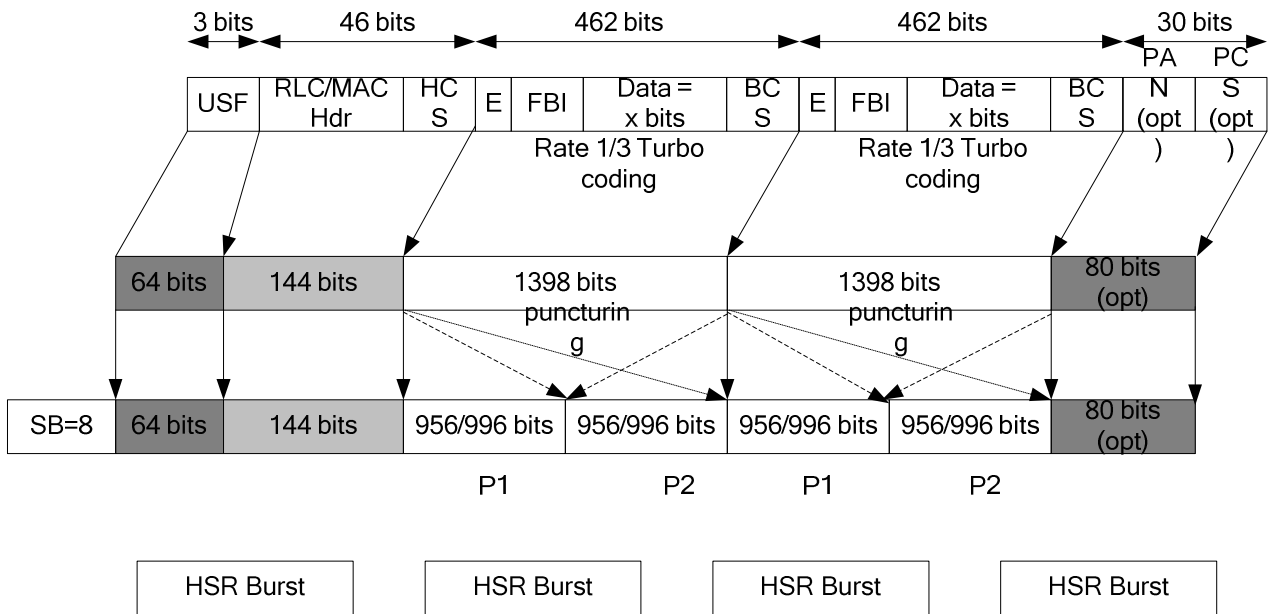 3 bits 46 bits 462 bits 462 bits 30 bits
USF
RLC/MAC
Hdr
HC
S
E
FBI
Data =
x bits
BC
S
E
FBI
Data =
x bits
BC
S
PA
N
(opt
)
PC
S
(opt
)
Rate 1/3 Turbo
coding
Rate 1/3 Turbo
coding
64 bits
144 bits
1398 bits
puncturin
g
1398 bits
puncturin
g
80 bits
(opt)
SB=8
64 bits
144 bits
956/996 bits
956/996 bits
956/996 bits
956/996 bits
80 bits
(opt)
P1 P2 P1 P2
HSR Burst HSR Burst HSR Burst HSR Burst